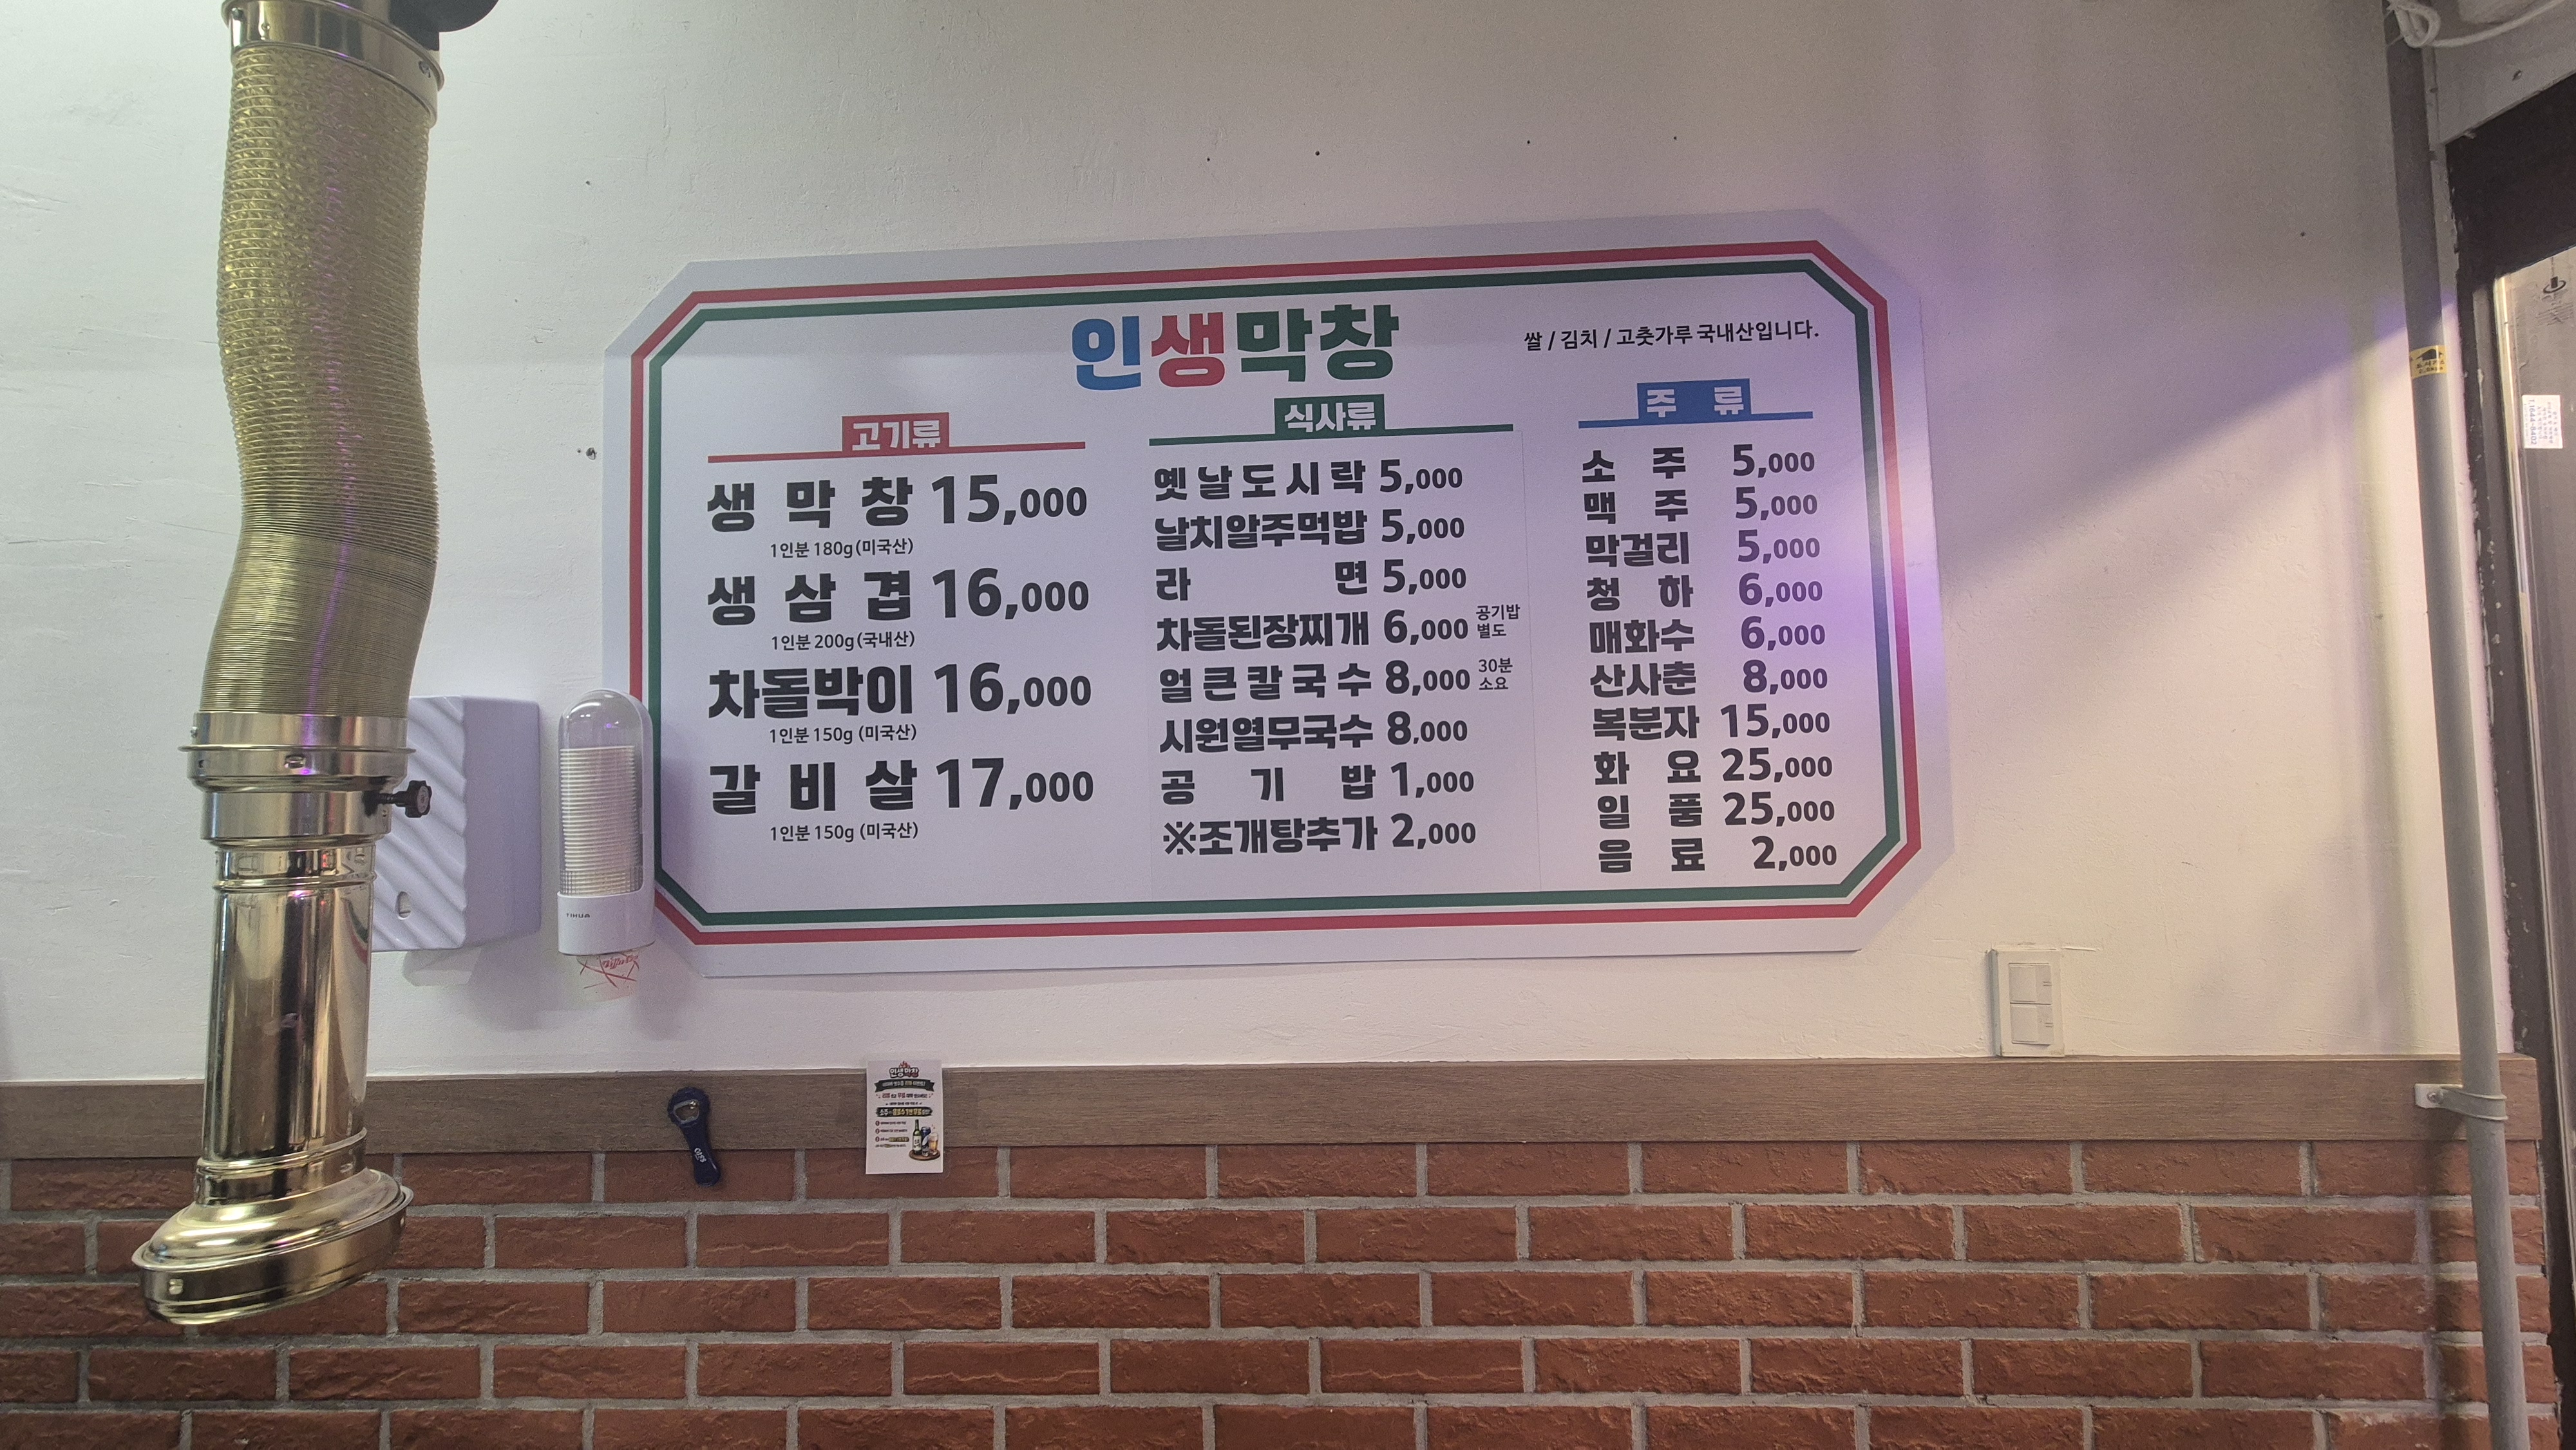 인생막창
쌀 / 김치 / 고춧가루 국내산입니다.
고기류
생 막 창 15,000
1인분 180g (미국산)
생 삼 겹 16,000
1인분 200g (국내산)
차돌박이 16,000
1인분 150g (미국산)
갈 비 살 17,000
1인분 150g (미국산)
식사류
옛 날 도 시 락 5,000
날치알주먹밥 5,000
라 면 5,000
차돌된장찌개 6,000 공기밥
별도
얼 큰 칼 국 수 8,000 30분
소요
시원열무국수 8,000
공 기 밥 1,000
※조개탕추가 2,000
주 류
소 주 5,000
맥 주 5,000
막걸리 5,000
청 하 6,000
매화수 6,000
산사춘 8,000
복분자 15,000
화 요 25,000
일 품 25,000
음 료 2,000
TIHUA
인생막창